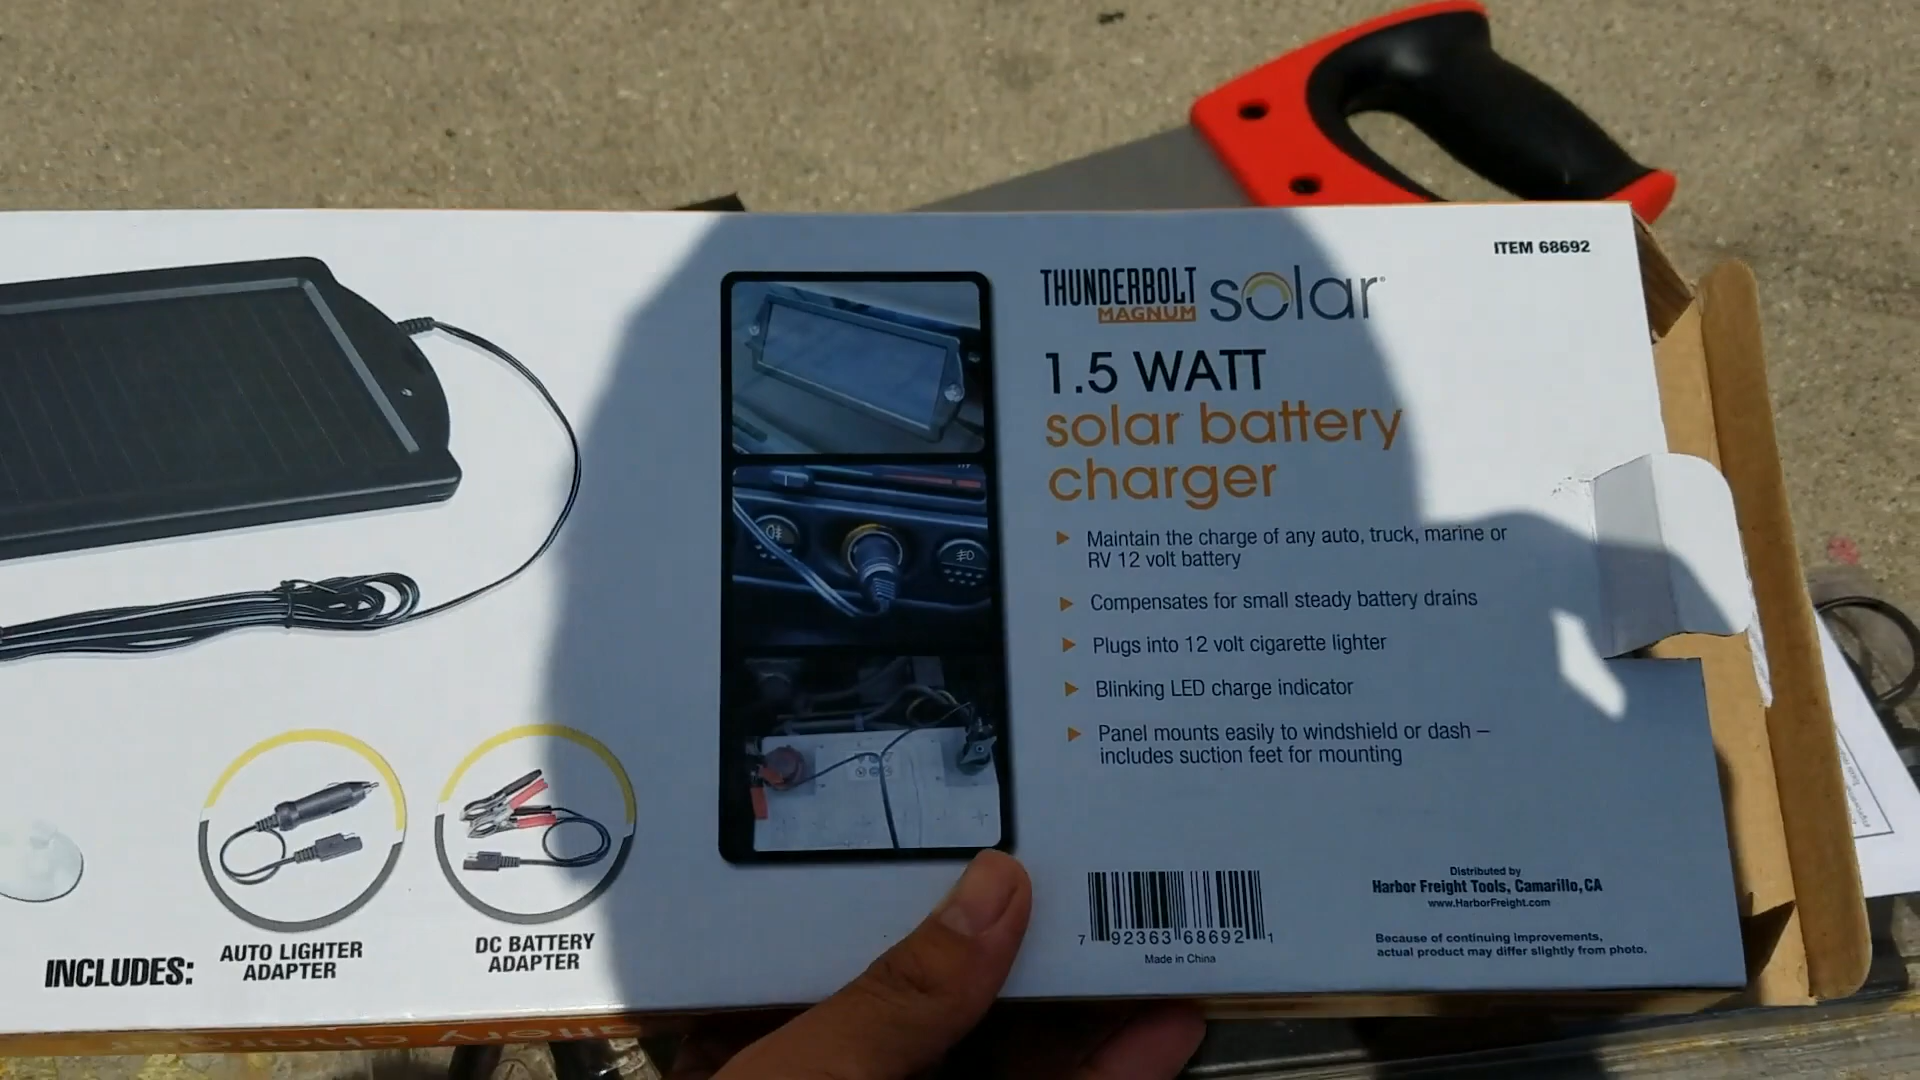 ITEM 68692
THUNDERBOLT
MAGNUM
solar
1.5 WATT
solar battery
charger
Maintain the charge of any auto, truck, marine or
RV 12 volt battery
Compensates for small steady battery drains
Plugs into 12 volt cigarette lighter
Blinking LED charge indicator
Panel mounts easily to windshield or dash –
includes suction feet for mounting
INCLUDES:
AUTO LIGHTER
ADAPTER
DC BATTERY
ADAPTER
7 92363 68692 1
Made in China
Distributed by
Harbor Freight Tools, Camarillo, CA
www.HarborFreight.com
Because of continuing improvements,
actual product may differ slightly from photo.
attery charger